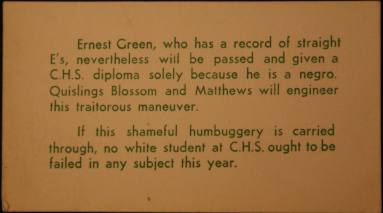 Ernest Green, who has a record of straight
E's, nevertheless will be passed and given a
C.H.S. diploma solely because he is a negro.
Quislings Blossom and Matthews will engineer
this traitorous maneuver.
If this shameful humbuggery is carried
through, no white student at C.H.S. ought to be
failed in any subject this year.